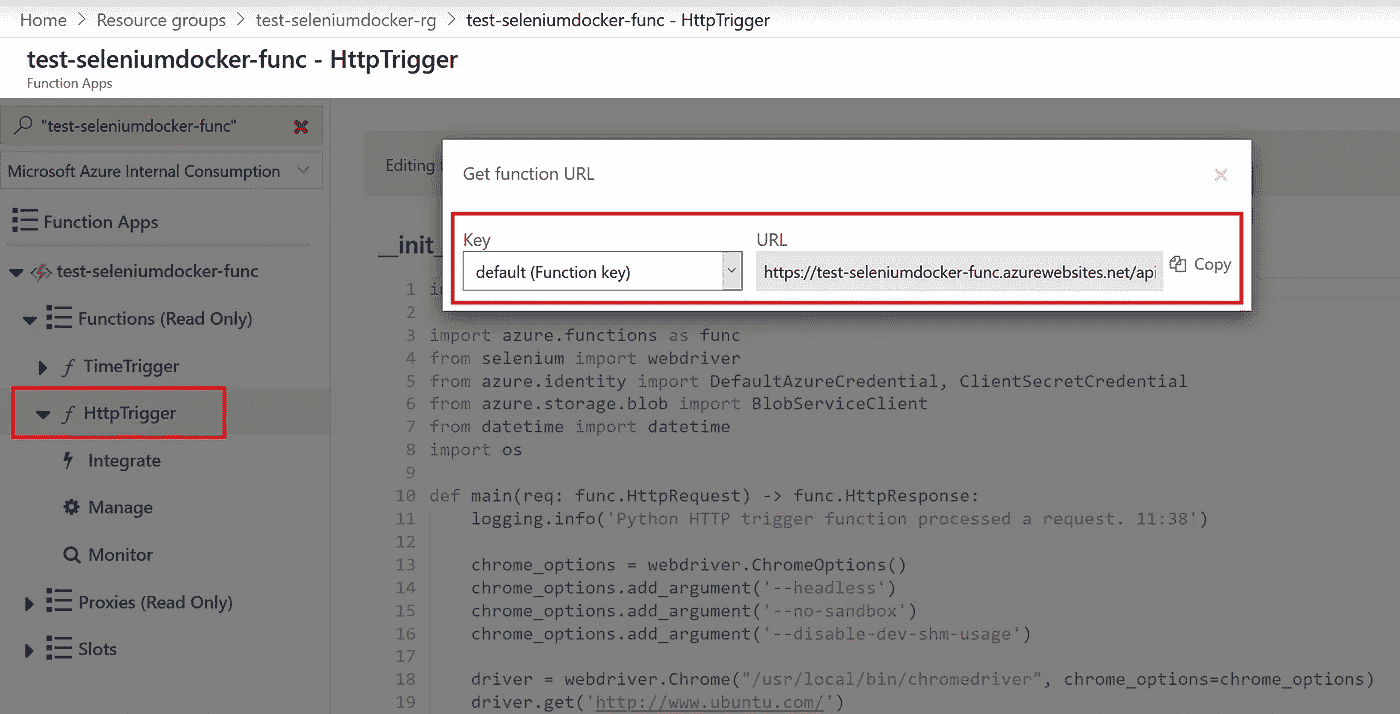 Home > Resource groups > test-seleniumdocker-rg > test-seleniumdocker-func - HttpTrigger
test-seleniumdocker-func - HttpTrigger
Function Apps
"test-seleniumdocker-func"
Microsoft Azure Internal Consumption
Function Apps
test-seleniumdocker-func
Functions (Read Only)
TimeTrigger
HttpTrigger
Integrate
Manage
Monitor
Proxies (Read Only)
Slots
Editing
Get function URL
Key
URL
default (Function key)
https://test-seleniumdocker-func.azurewebsites.net/api
Copy
__init_
1
2
3 import azure.functions as func
4 from selenium import webdriver
5 from azure.identity import DefaultAzureCredential, ClientSecretCredential
6 from azure.storage.blob import BlobServiceClient
7 from datetime import datetime
8 import os
9
10 def main(req: func.HttpRequest) -> func.HttpResponse:
11 logging.info('Python HTTP trigger function processed a request. 11:38')
12
13 chrome_options = webdriver.ChromeOptions()
14 chrome_options.add_argument('--headless')
15 chrome_options.add_argument('--no-sandbox')
16 chrome_options.add_argument('--disable-dev-shm-usage')
17
18 driver = webdriver.Chrome("/usr/local/bin/chromedriver", chrome_options=chrome_options)
19 driver.get('http://www.ubuntu.com/')